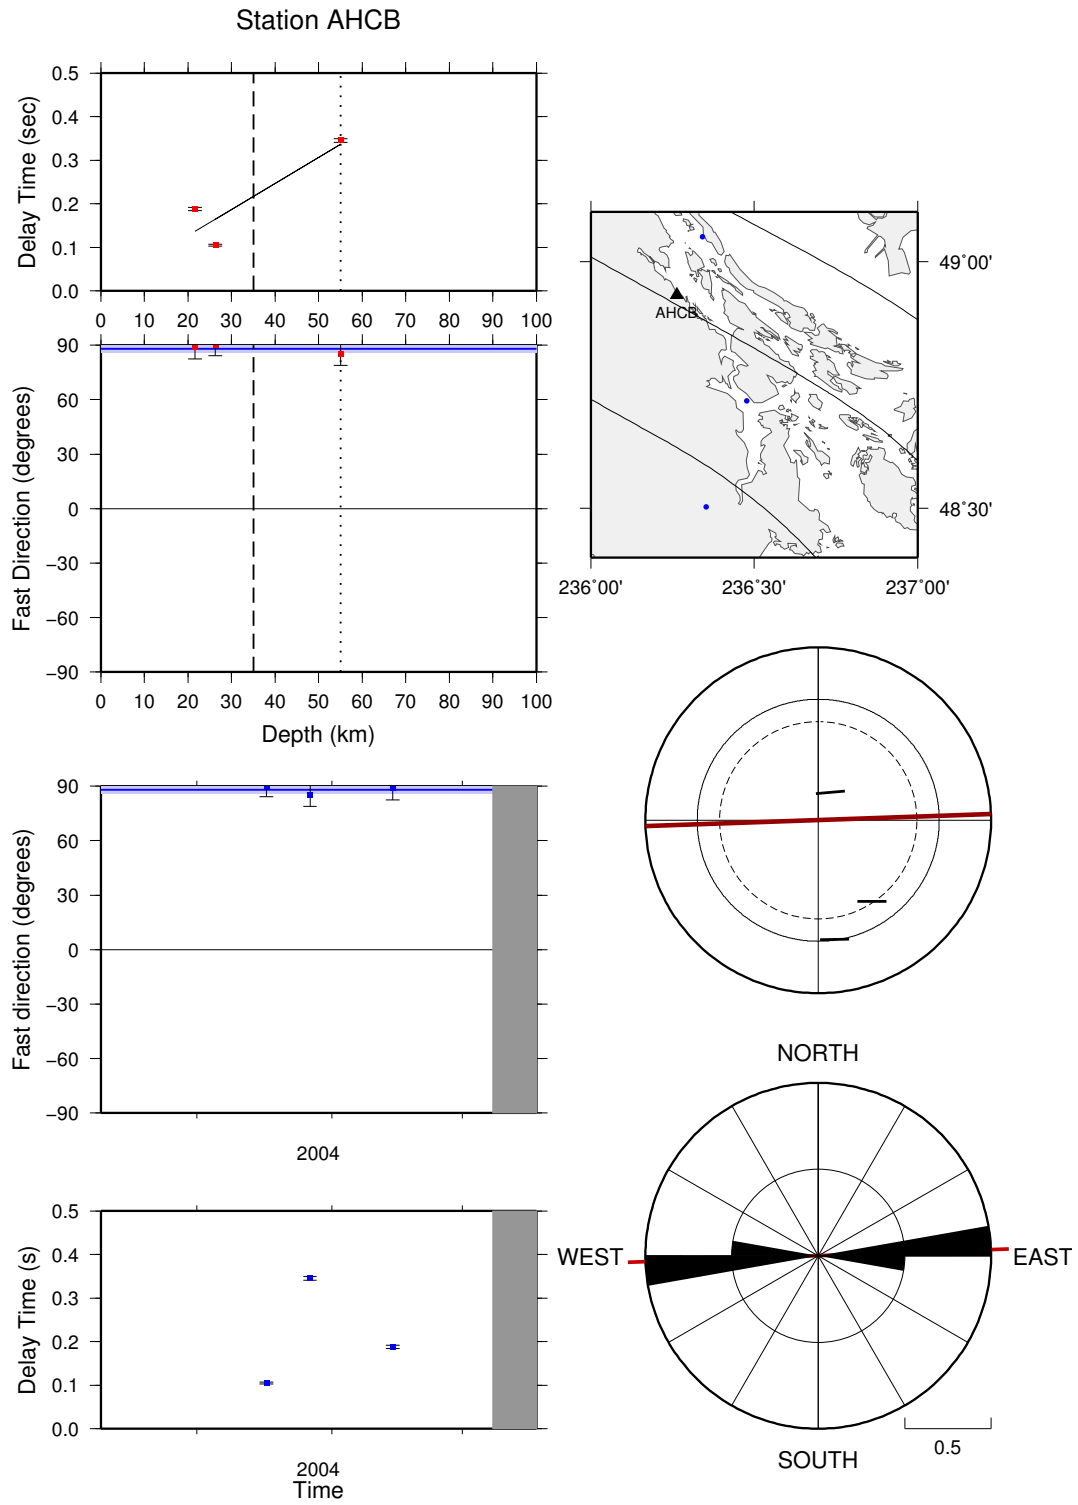 Station AHCB
0.5
0.4
0.3
0.2
0.1
0.0
Delay Time (sec)
0 10 20 30 40 50 60 70 80 90 100
90
60
30
0
−30
−60
−90
Fast Direction (degrees)
0 10 20 30 40 50 60 70 80 90 100
Depth (km)
AHCB
49˚00'
48˚30'
236˚00' 236˚30' 237˚00'
90
60
30
0
−30
−60
−90
Fast direction (degrees)
2004
0.5
0.4
0.3
0.2
0.1
0.0
Delay Time (s)
2004
Time
NORTH
WEST
EAST
SOUTH
0.5